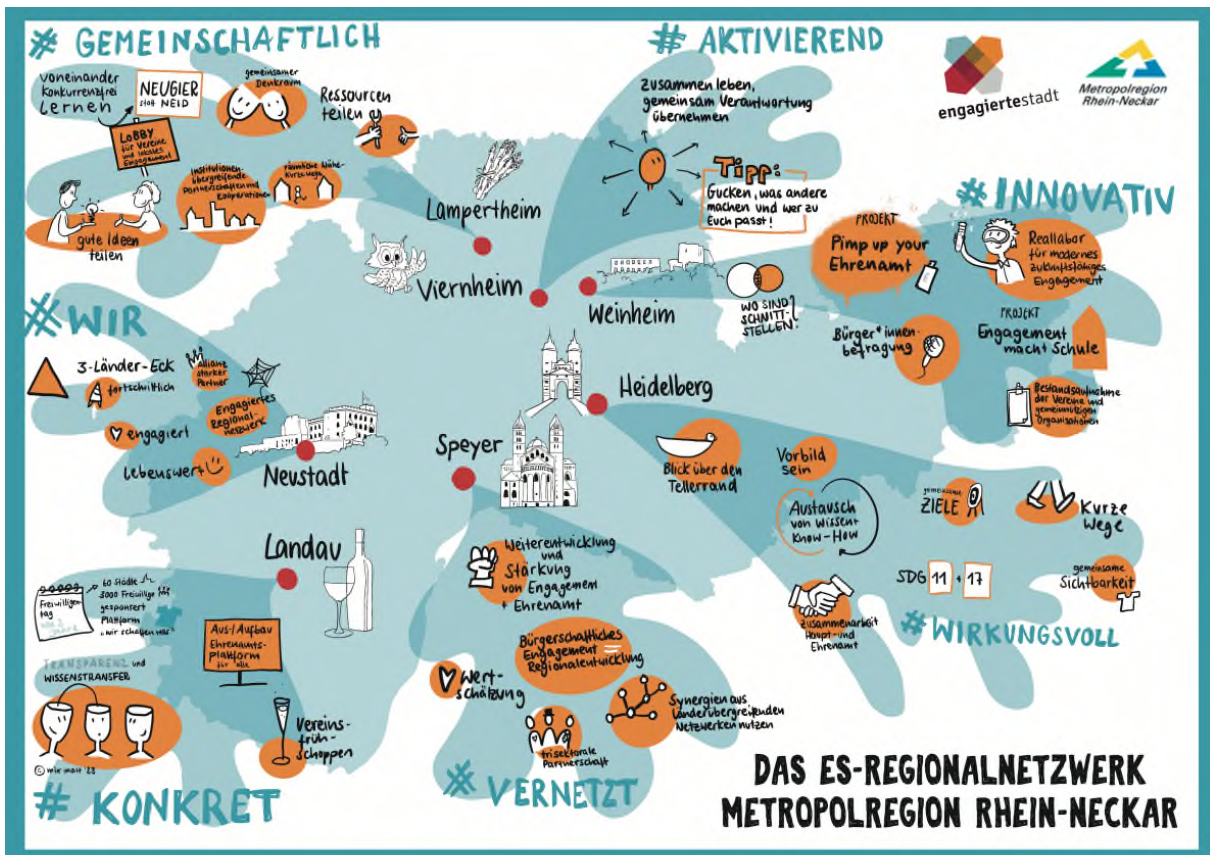 # GEMEINSCHAFTLICH
voneinander
Konkurrenzfrei
Lernen
NEUGIER
statt NEID
gemeinsamer
Denkraum
Ressourcen
teilen
LOBBY
für Vereine
und lokales
Engagement
Institutionen-
übergreifende
Partnerschaften und
Kooperationen
räumliche Nähe-
Kurze Wege
gute Ideen
teilen
# AKTIVIEREND
zusammen leben,
gemeinsam Verantwortung
übernehmen
Tipp:
Gucken, was andere
machen und wer zu
Euch passt!
engagiertestadt
Metropolregion
Rhein-Neckar
# INNOVATIV
PROJEKT
Pimp up your
Ehrenamt
Reallabor
für modernes
zukunftsfähiges
Engagement
PROJEKT
Engagement
macht Schule
Bürger*innen-
befragung
Bestandsaufnahme
der Vereine und
gemeinnützigen
Organisationen
WO SIND
SCHNITT-
STELLEN?
Lampertheim
Viernheim
Weinheim
Heidelberg
Speyer
Neustadt
Landau
# WIR
3-Länder-Eck
fortschrittlich
Allianz
starker
Partner
Engagiertes
Regional-
netzwerk
engagiert
Lebenswert
Blick über den
Tellerrand
Vorbild
sein
Austausch
von Wissen +
Know-How
gemeinsame
ZIELE
Kurze
Wege
SDG 11 + 17
gemeinsame
Sichtbarkeit
Zusammenarbeit
Haupt- und
Ehrenamt
# WIRKUNGSVOLL
Weiterentwicklung
und
Stärkung
von Engagement
+ Ehrenamt
Bürgerschaftliches
Engagement =
Regionalentwicklung
Wert-
schätzung
trisektorale
Partnerschaft
Synergien aus
länderübergreifenden
Netzwerken nutzen
# VERNETZT
Freiwilligen-
tag
alle 2
Jahre
60 Städte
3000 Freiwillige
gesponsert
Plattform
"wir schaffen was"
Aus-/Aufbau
Ehrenamts-
Plattform
für alle
TRANSPARENZ und
WISSENSTRANSFER
Vereins-
früh-
schoppen
# KONKRET
DAS ES-REGIONALNETZWERK
METROPOLREGION RHEIN-NECKAR